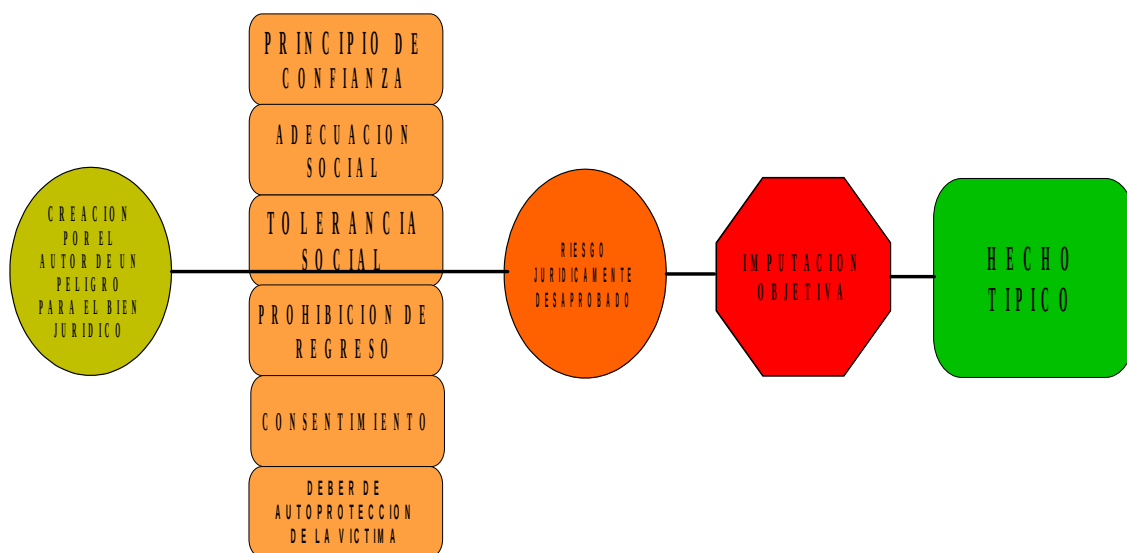 CREACION
POR EL
AUTOR DE UN
PELIGRO
PARA EL BIEN
JURIDICO
PRINCIPIO DE
CONFIANZA
ADECUACION
SOCIAL
TOLERANCIA
SOCIAL
PROHIBICION DE
REGRESO
CONSENTIMIENTO
DEBER DE
AUTOPROTECCION
DE LA VICTIMA
RIESGO
JURIDICAMENTE
DESAPROBADO
IMPUTACION
OBJETIVA
HECHO
TIPICO